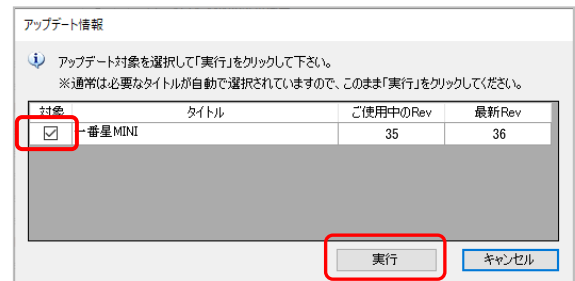 アップデート情報
アップデート対象を選択して「実行」をクリックして下さい。
※通常は必要なタイトルが自動で選択されていますので、このまま「実行」をクリックしてください。
対象 タイトル ご使用中のRev 最新Rev
一番星MINI 35 36
実行 キャンセル